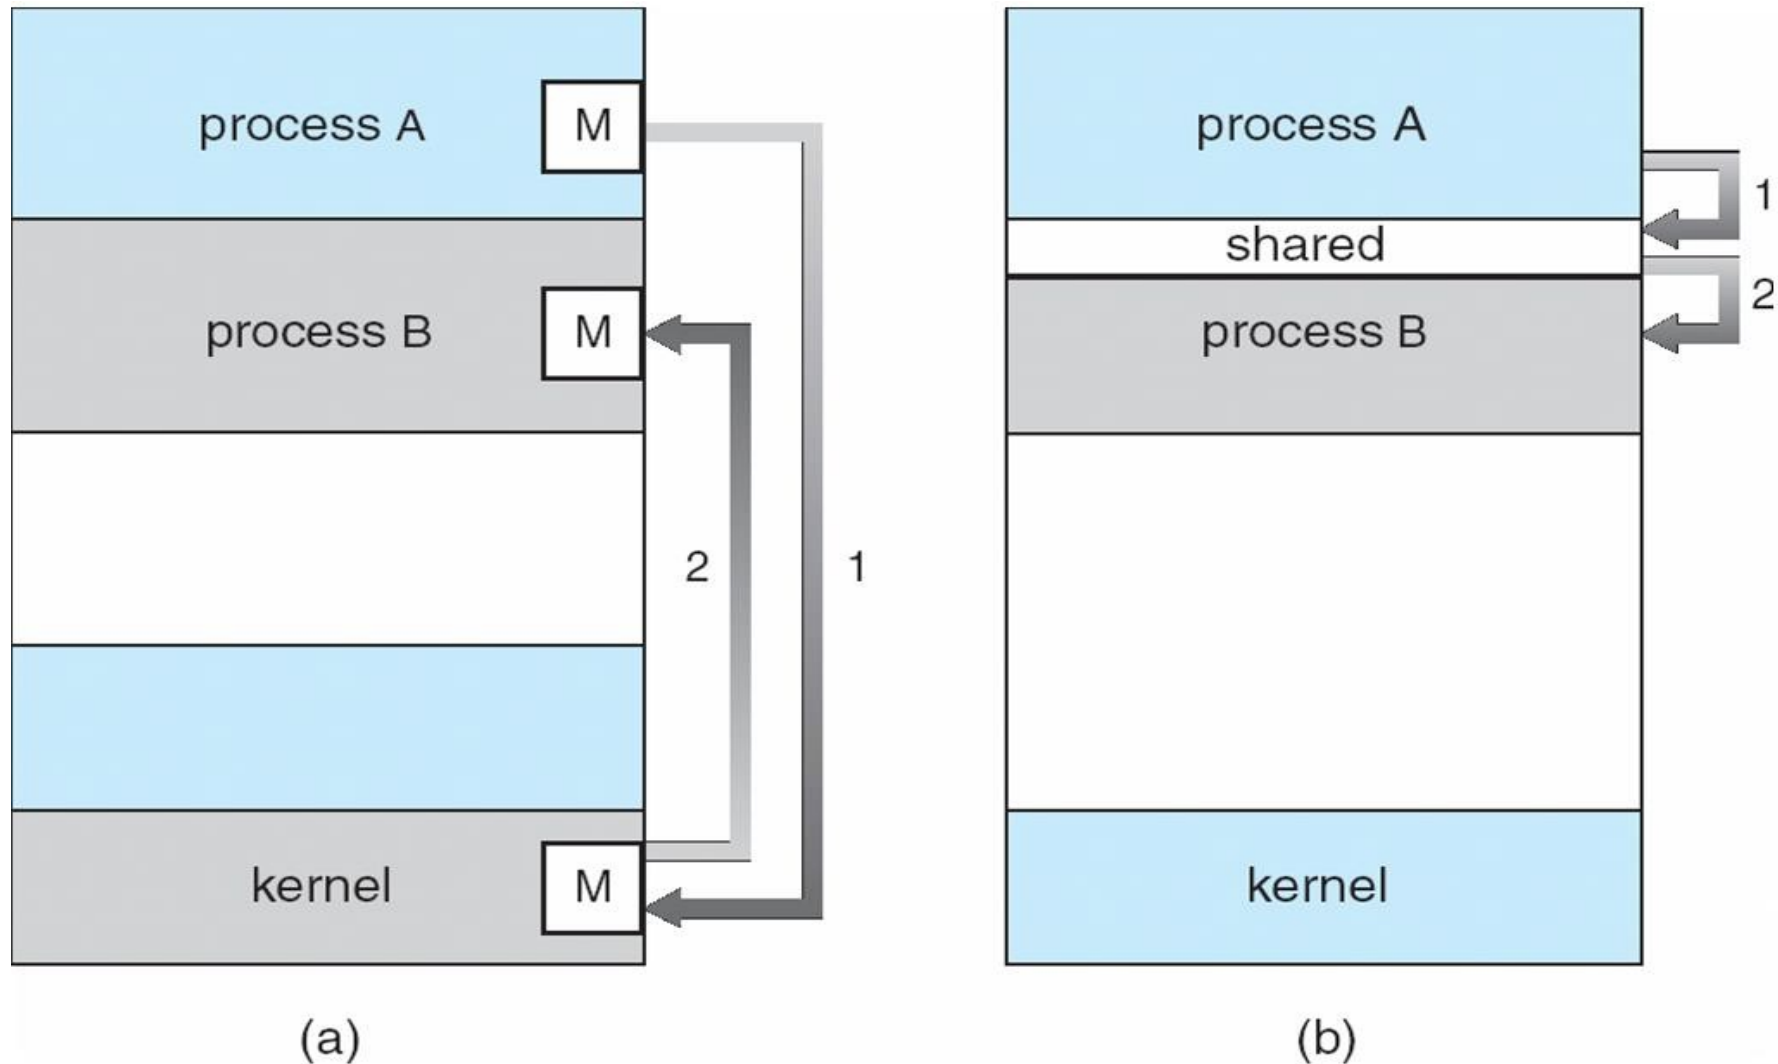 process A
M
process B
M
2
1
kernel
M
(a)
process A
1
shared
2
process B
kernel
(b)